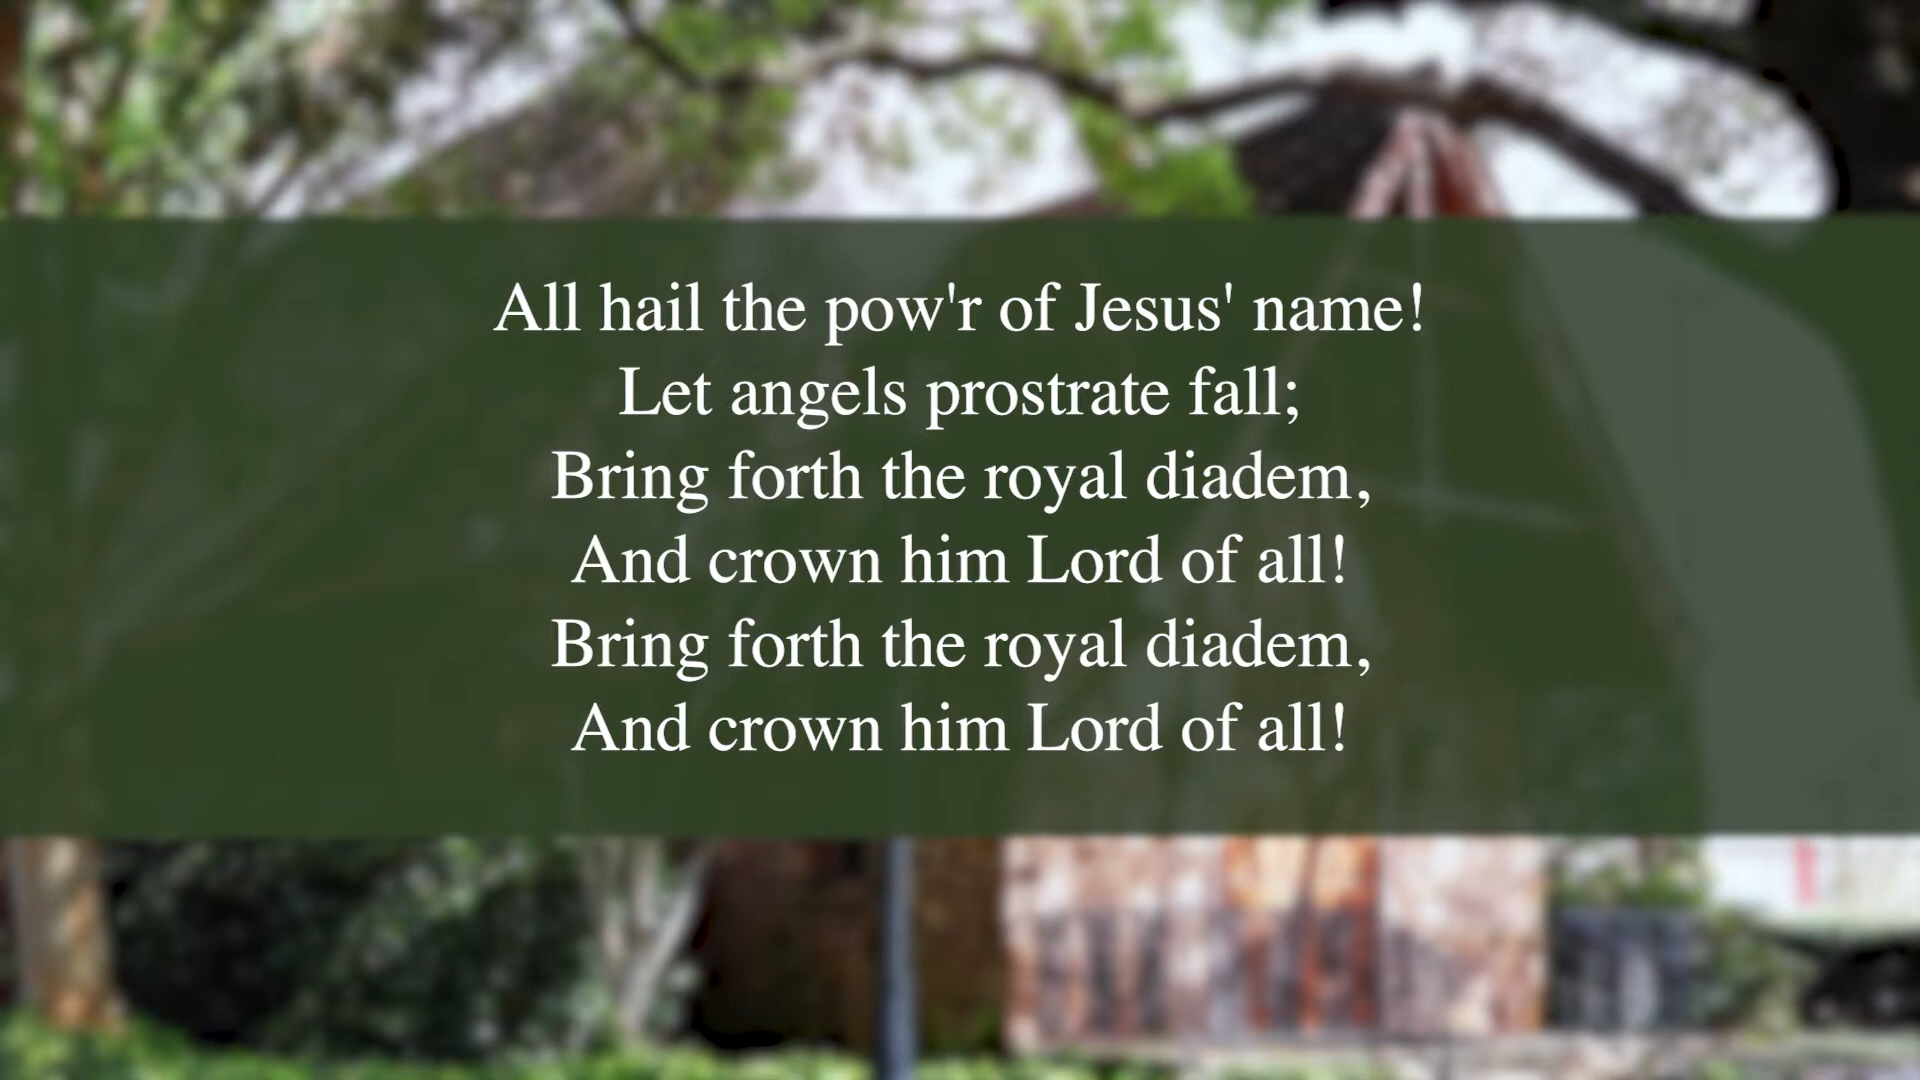 All hail the pow'r of Jesus' name!
Let angels prostrate fall;
Bring forth the royal diadem,
And crown him Lord of all!
Bring forth the royal diadem,
And crown him Lord of all!